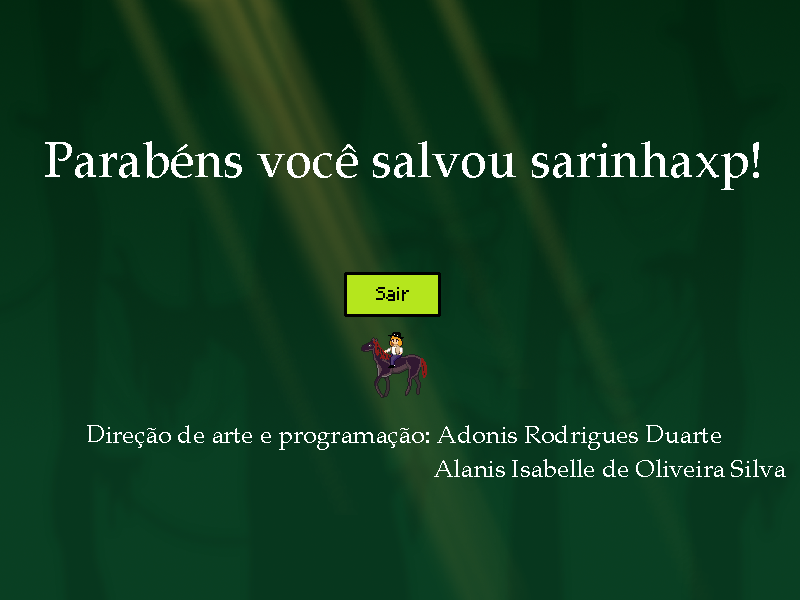 Parabéns você salvou sarinhaxp!
Sair
Direção de arte e programação: Adonis Rodrigues Duarte
Alanis Isabelle de Oliveira Silva